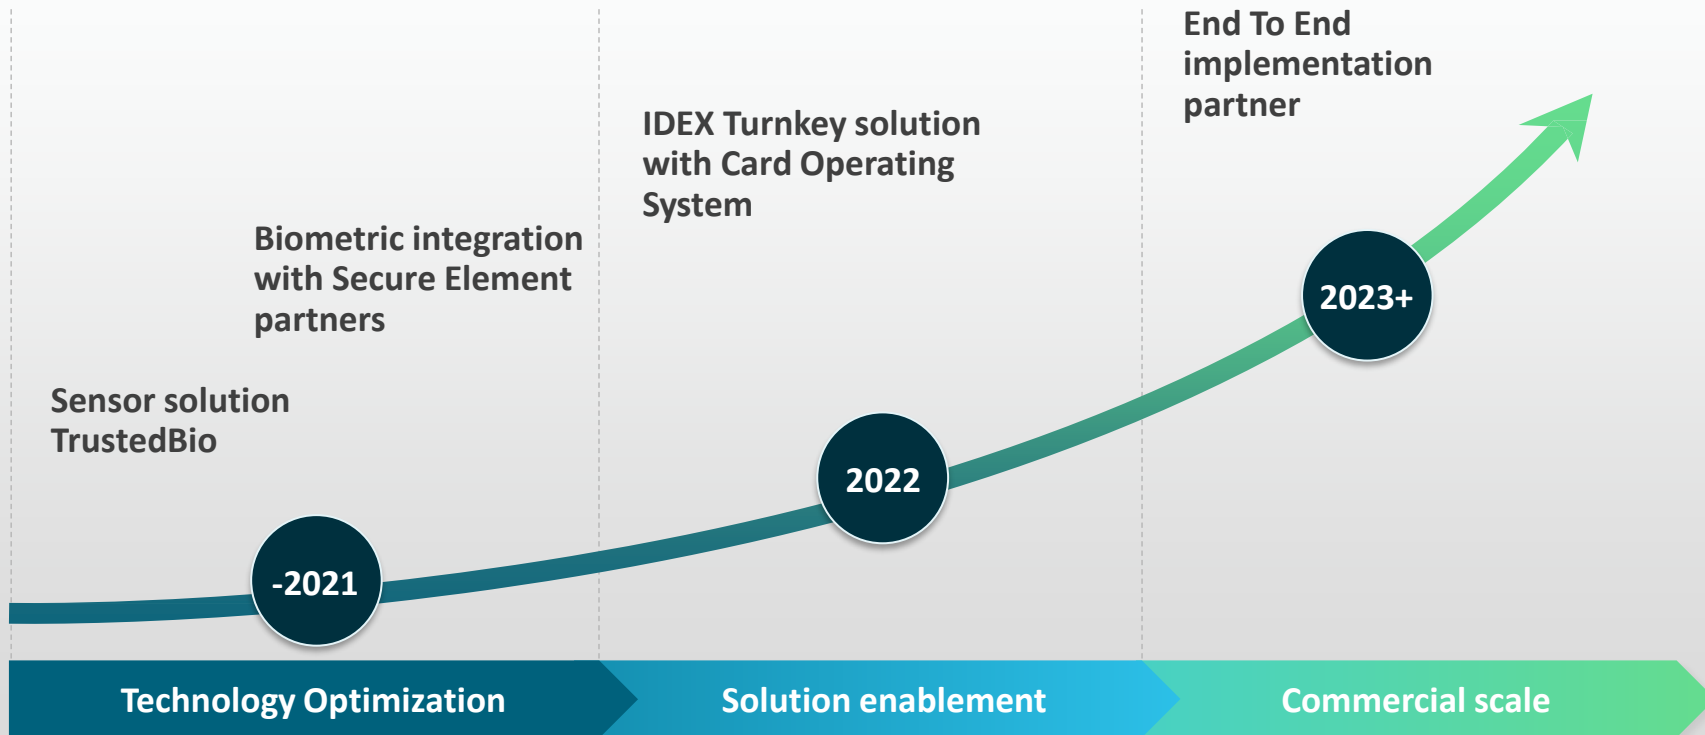 End To End
implementation
partner
IDEX Turnkey solution
with Card Operating
System
Biometric integration
with Secure Element
partners
Sensor solution
TrustedBio
2023+
2022
-2021
Technology Optimization
Solution enablement
Commercial scale